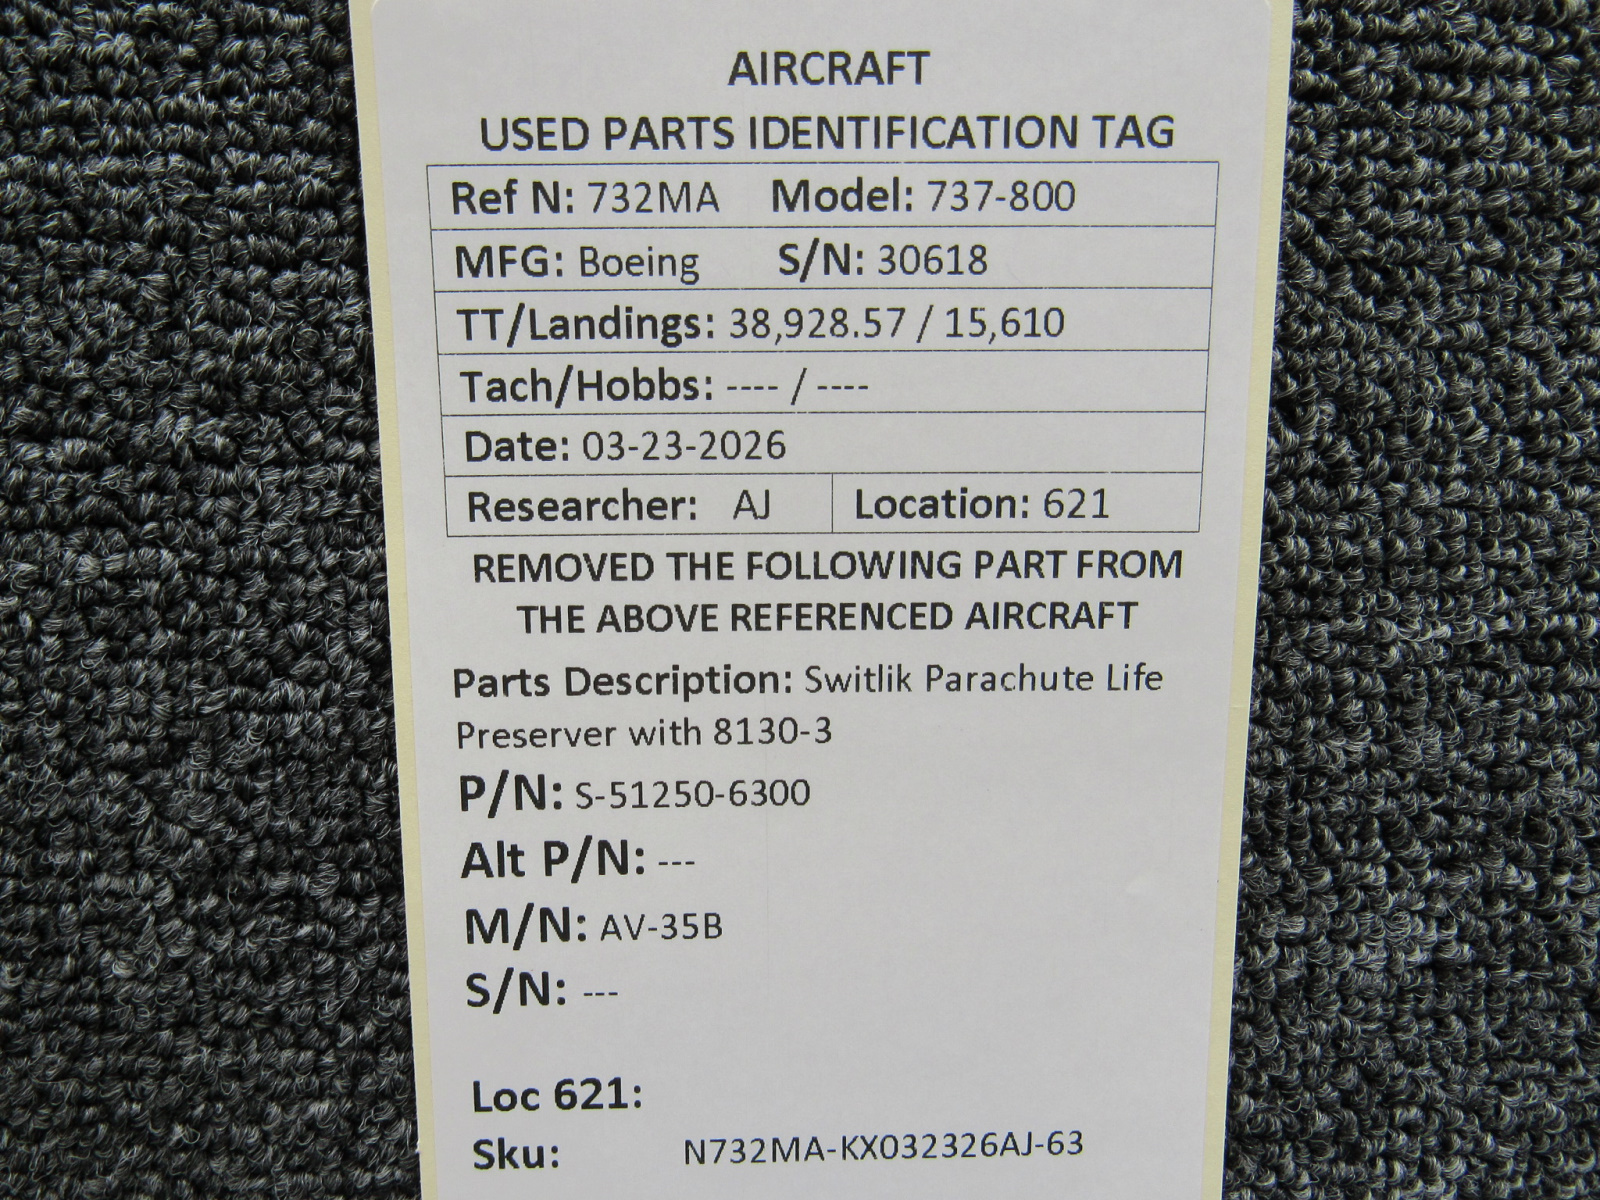 AIRCRAFT
USED PARTS IDENTIFICATION TAG
Ref N: 732MA Model: 737-800
MFG: Boeing S/N: 30618
TT/Landings: 38,928.57 / 15,610
Tach/Hobbs: ---- / ----
Date: 03-23-2026
Researcher: AJ Location: 621
REMOVED THE FOLLOWING PART FROM
THE ABOVE REFERENCED AIRCRAFT
Parts Description: Switlik Parachute Life
Preserver with 8130-3
P/N: S-51250-6300
Alt P/N: ---
M/N: AV-35B
S/N: ---
Loc 621:
Sku: N732MA-KX032326AJ-63